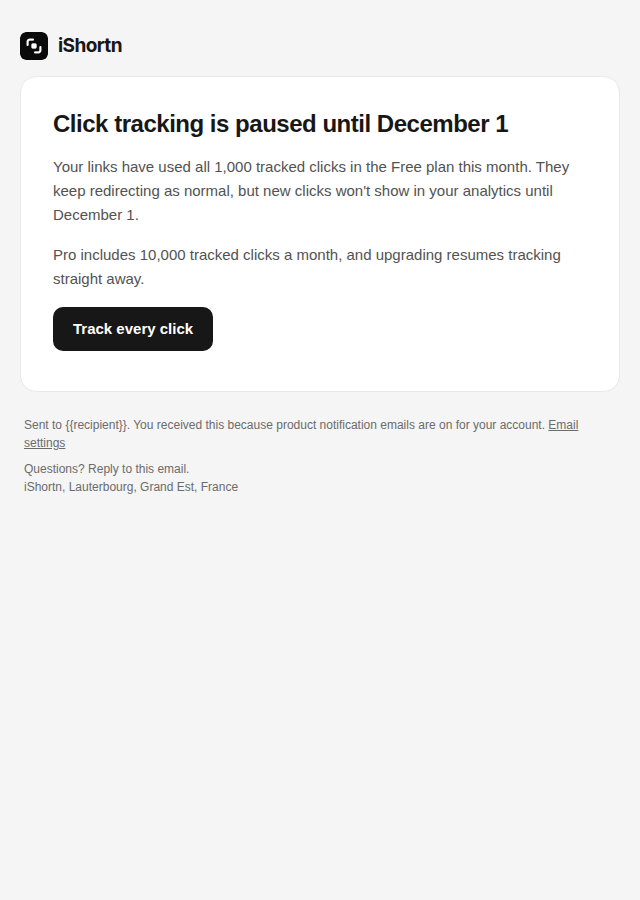 iShortn
Click tracking is paused until December 1
Your links have used all 1,000 tracked clicks in the Free plan this month. They
keep redirecting as normal, but new clicks won't show in your analytics until
December 1.
Pro includes 10,000 tracked clicks a month, and upgrading resumes tracking
straight away.
Track every click
Sent to {{recipient}}. You received this because product notification emails are on for your account. Email
settings
Questions? Reply to this email.
iShortn, Lauterbourg, Grand Est, France